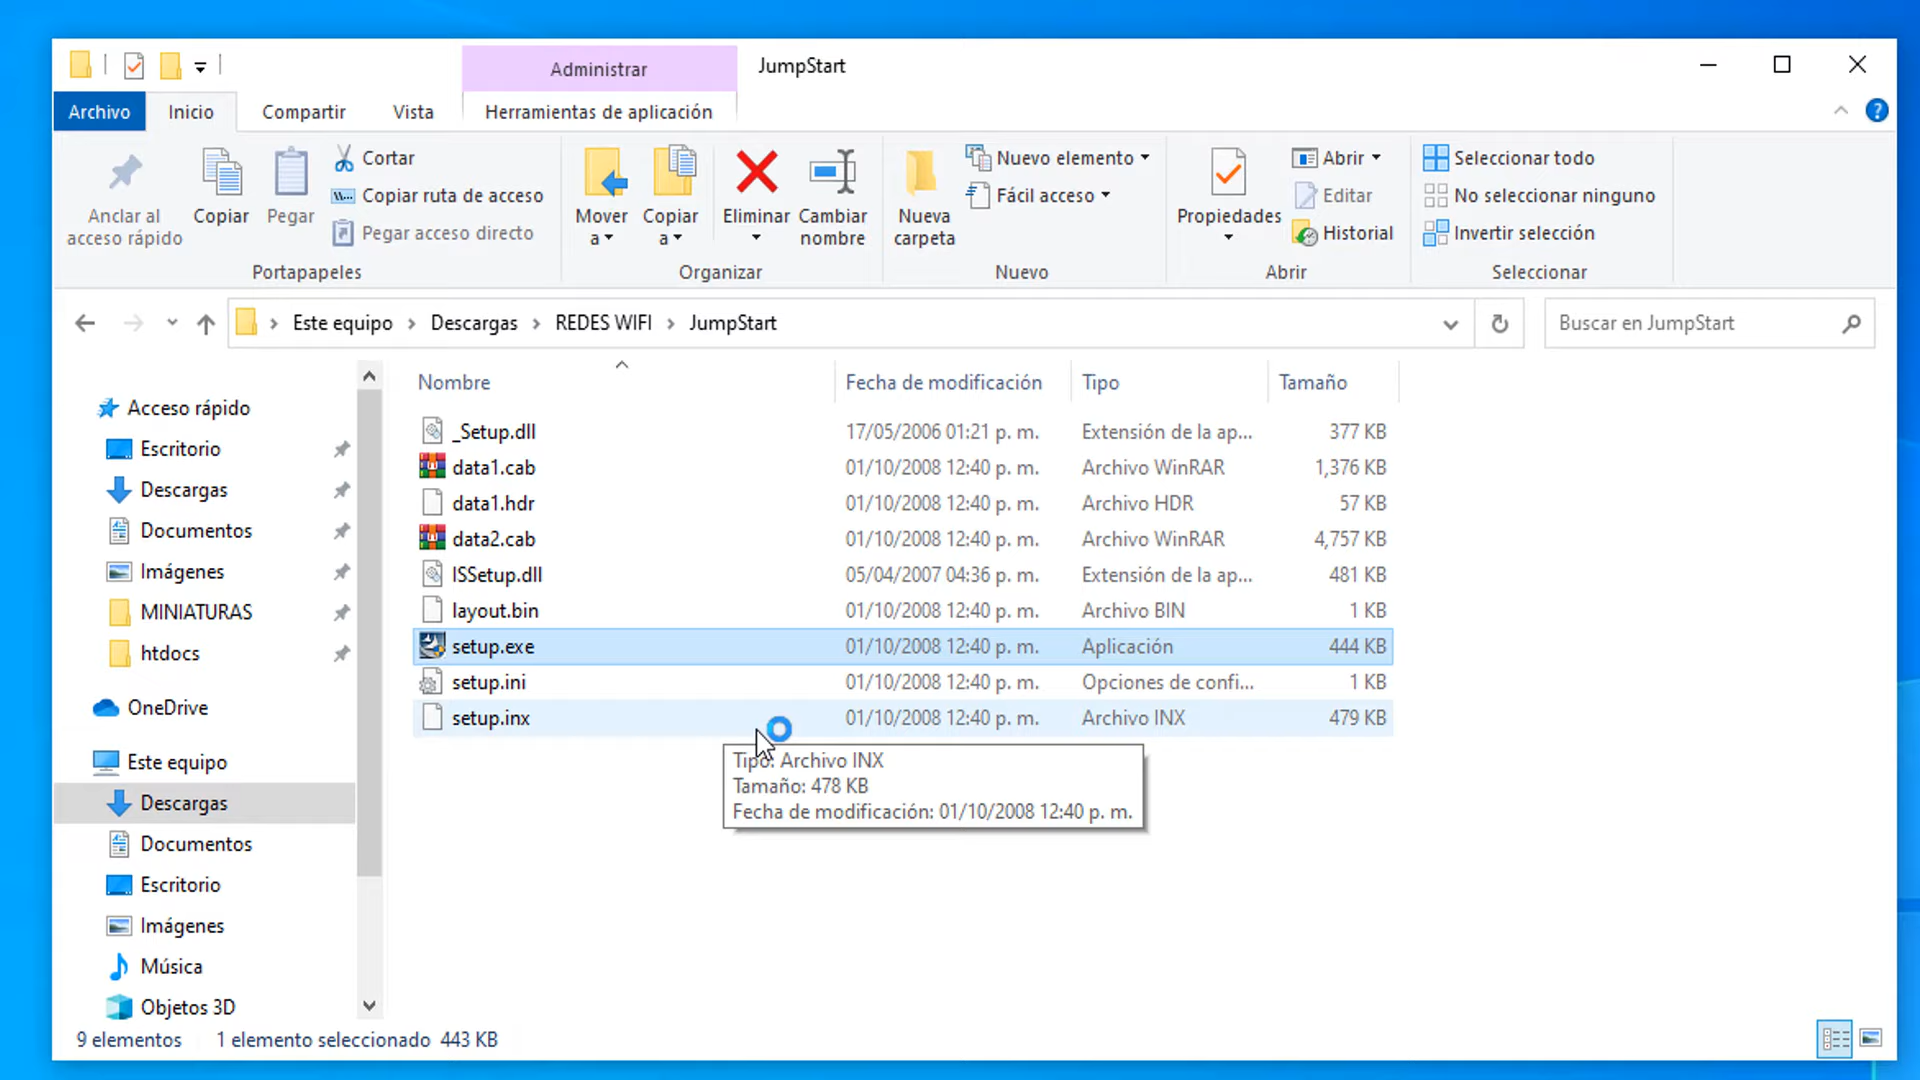 Administrar
JumpStart
Archivo
Inicio
Compartir
Vista
Herramientas de aplicación
Anclar al acceso rápido
Copiar
Pegar
Cortar
Copiar ruta de acceso
Pegar acceso directo
Portapapeles
Mover a
Copiar a
Eliminar
Cambiar nombre
Organizar
Nueva carpeta
Nuevo elemento
Fácil acceso
Nuevo
Propiedades
Abrir
Editar
Historial
Abrir
Seleccionar todo
No seleccionar ninguno
Invertir selección
Seleccionar
Este equipo > Descargas > REDES WIFI > JumpStart
Buscar en JumpStart
Acceso rápido
Escritorio
Descargas
Documentos
Imágenes
MINIATURAS
htdocs
OneDrive
Este equipo
Descargas
Documentos
Escritorio
Imágenes
Música
Objetos 3D
Nombre Fecha de modificación Tipo Tamaño
_Setup.dll 17/05/2006 01:21 p. m. Extensión de la ap... 377 KB
data1.cab 01/10/2008 12:40 p. m. Archivo WinRAR 1,376 KB
data1.hdr 01/10/2008 12:40 p. m. Archivo HDR 57 KB
data2.cab 01/10/2008 12:40 p. m. Archivo WinRAR 4,757 KB
ISSetup.dll 05/04/2007 04:36 p. m. Extensión de la ap... 481 KB
layout.bin 01/10/2008 12:40 p. m. Archivo BIN 1 KB
setup.exe 01/10/2008 12:40 p. m. Aplicación 444 KB
setup.ini 01/10/2008 12:40 p. m. Opciones de confi... 1 KB
setup.inx 01/10/2008 12:40 p. m. Archivo INX 479 KB
Tipo: Archivo INX
Tamaño: 478 KB
Fecha de modificación: 01/10/2008 12:40 p. m.
9 elementos 1 elemento seleccionado 443 KB